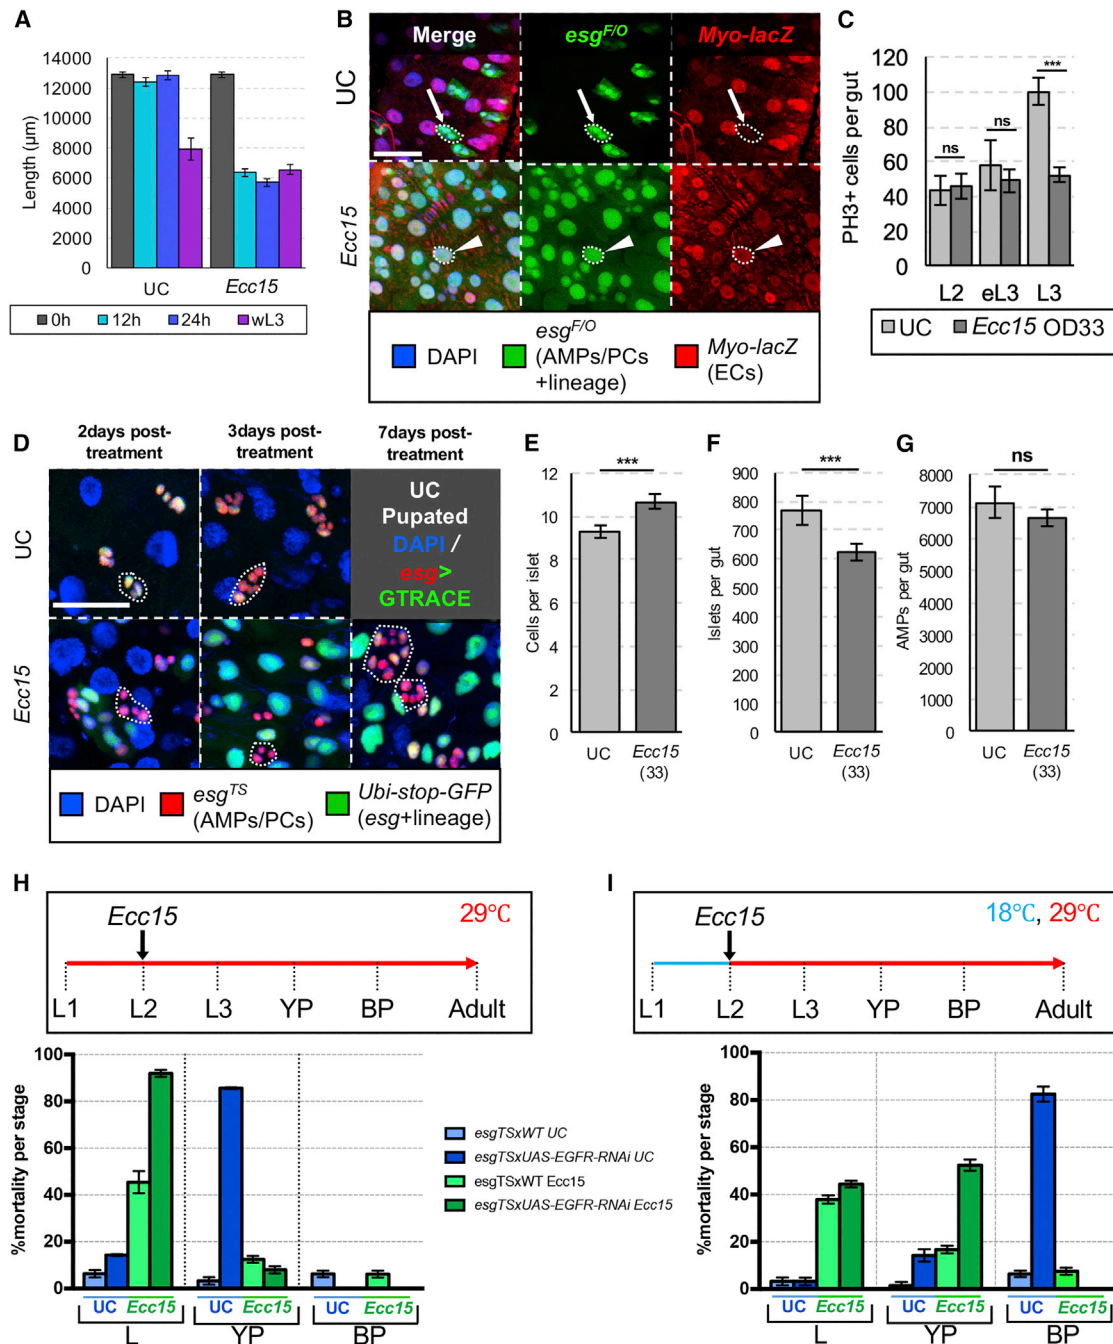 A
14000
12000
10000
8000
6000
4000
2000
0
Length (µm)
UC
Ecc15
0h
12h
24h
wL3
B
Merge
esgF/O
Myo-lacZ
UC
Ecc15
DAPI
esgF/O
(AMPs/PCs
+lineage)
Myo-lacZ
(ECs)
C
120
100
80
60
40
20
0
PH3+ cells per gut
ns
ns
***
L2
eL3
L3
UC
Ecc15 OD33
D
2days post-
treatment
3days post-
treatment
7days post-
treatment
UC
Ecc15
UC
Pupated
DAPI /
esg>
GTRACE
DAPI
esgTS
(AMPs/PCs)
Ubi-stop-GFP
(esg+lineage)
E
12
10
8
6
4
2
0
Cells per islet
***
UC
Ecc15
(33)
F
900
800
700
600
500
400
300
200
100
0
Islets per gut
***
UC
Ecc15
(33)
G
8000
7000
6000
5000
4000
3000
2000
1000
0
AMPs per gut
ns
UC
Ecc15
(33)
H
Ecc15
29°C
L1
L2
L3
YP
BP
Adult
100
80
60
40
20
0
%mortality per stage
UC Ecc15
UC Ecc15
UC Ecc15
L
YP
BP
esgTSxWT UC
esgTSxUAS-EGFR-RNAi UC
esgTSxWT Ecc15
esgTSxUAS-EGFR-RNAi Ecc15
I
Ecc15
18°C, 29°C
L1
L2
L3
YP
BP
Adult
100
80
60
40
20
0
%mortality per stage
UC Ecc15
UC Ecc15
UC Ecc15
L
YP
BP